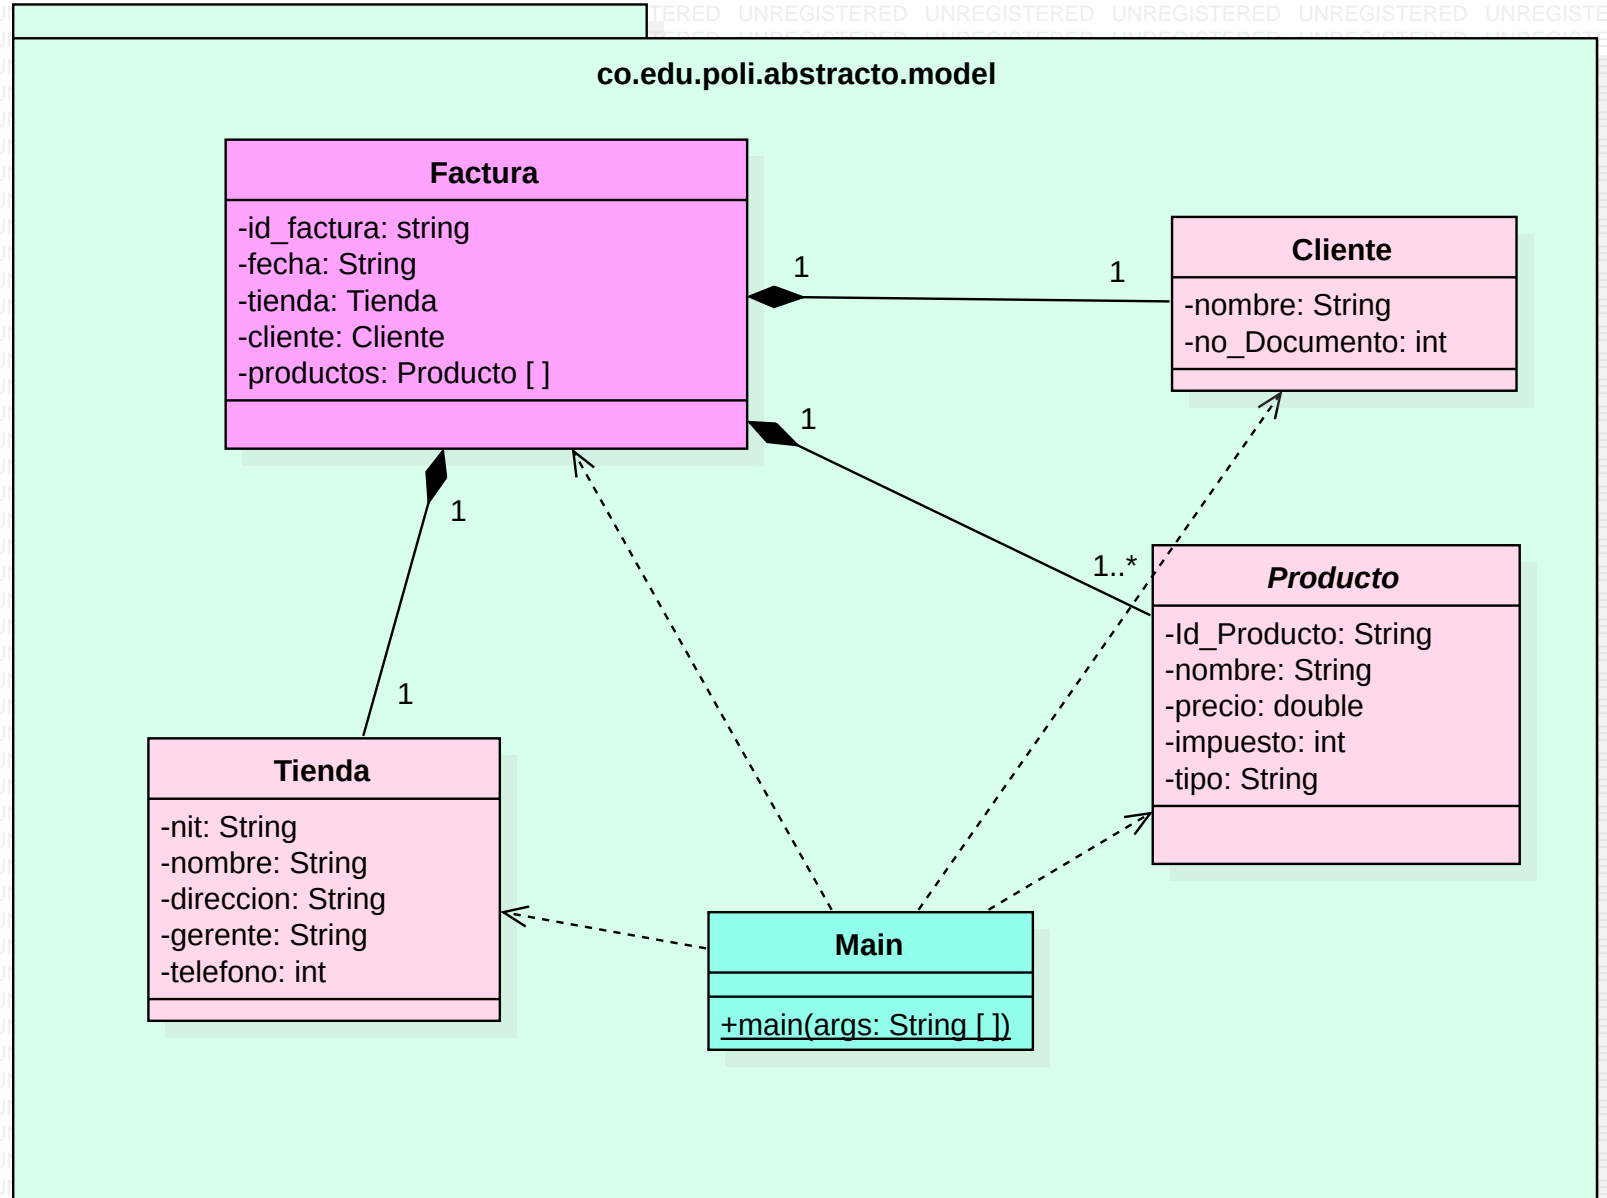 TERED UNREGISTERED UNREGISTERED UNREGISTERED UNREGISTERED UNREGISTE
co.edu.poli.abstracto.model
Factura
-id_factura: string
-fecha: String
-tienda: Tienda
-cliente: Cliente
-productos: Producto [ ]
1
1
Cliente
-nombre: String
-no_Documento: int
1
1..*
1
1
Producto
-Id_Producto: String
-nombre: String
-precio: double
-impuesto: int
-tipo: String
Tienda
-nit: String
-nombre: String
-direccion: String
-gerente: String
-telefono: int
Main
+main(args: String [ ])